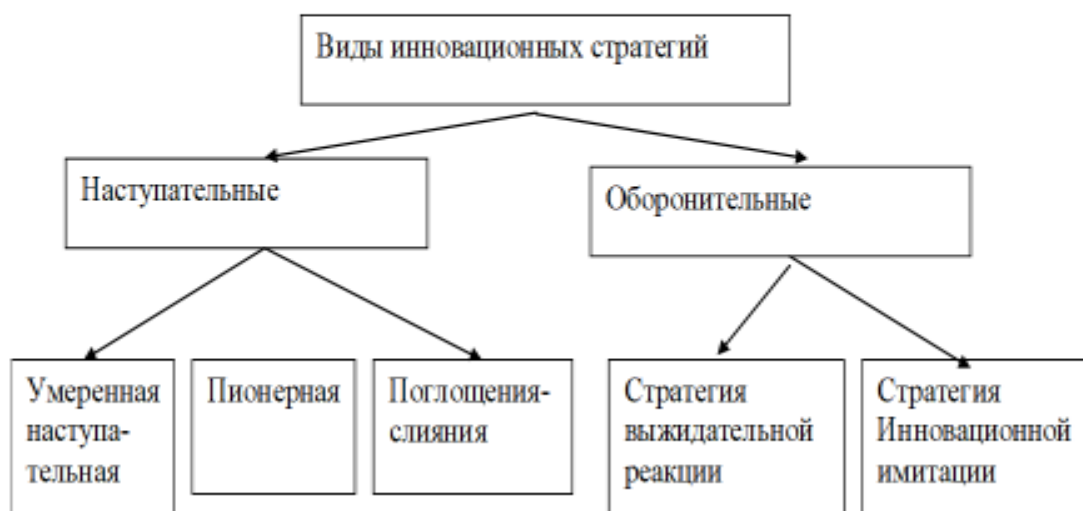 Виды инновационных стратегий
Наступательные
Оборонительные
Умеренная
наступа-
тельная
Пионерная
Поглощения-
слияния
Стратегия
выжидательной
реакции
Стратегия
Инновационной
имитации